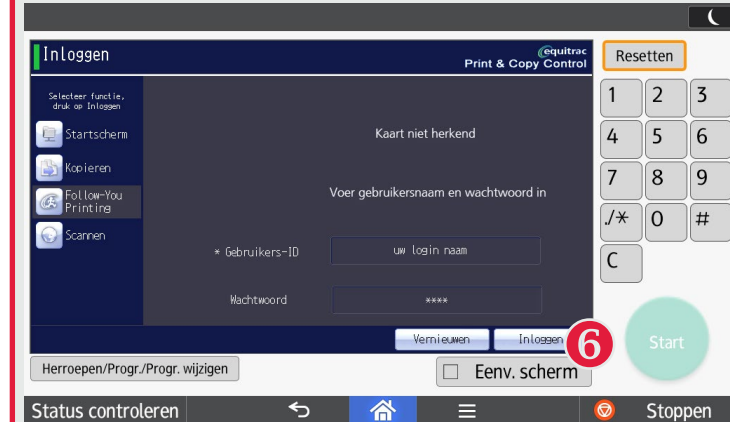 Inloggen
equitrac
Print & Copy Control
Resetten
Selecteer functie,
druk op Inloggen
Startscherm
Kopieren
Follow-You
Printing
Scannen
Kaart niet herkend
Voer gebruikersnaam en wachtwoord in
* Gebruikers-ID
uw login naam
Wachtwoord
****
Vernieuwen
Inloggen
6
1 2 3
4 5 6
7 8 9
./* 0 #
C
Start
Herroepen/Progr./Progr. wijzigen
Eenv. scherm
Status controleren
Stoppen